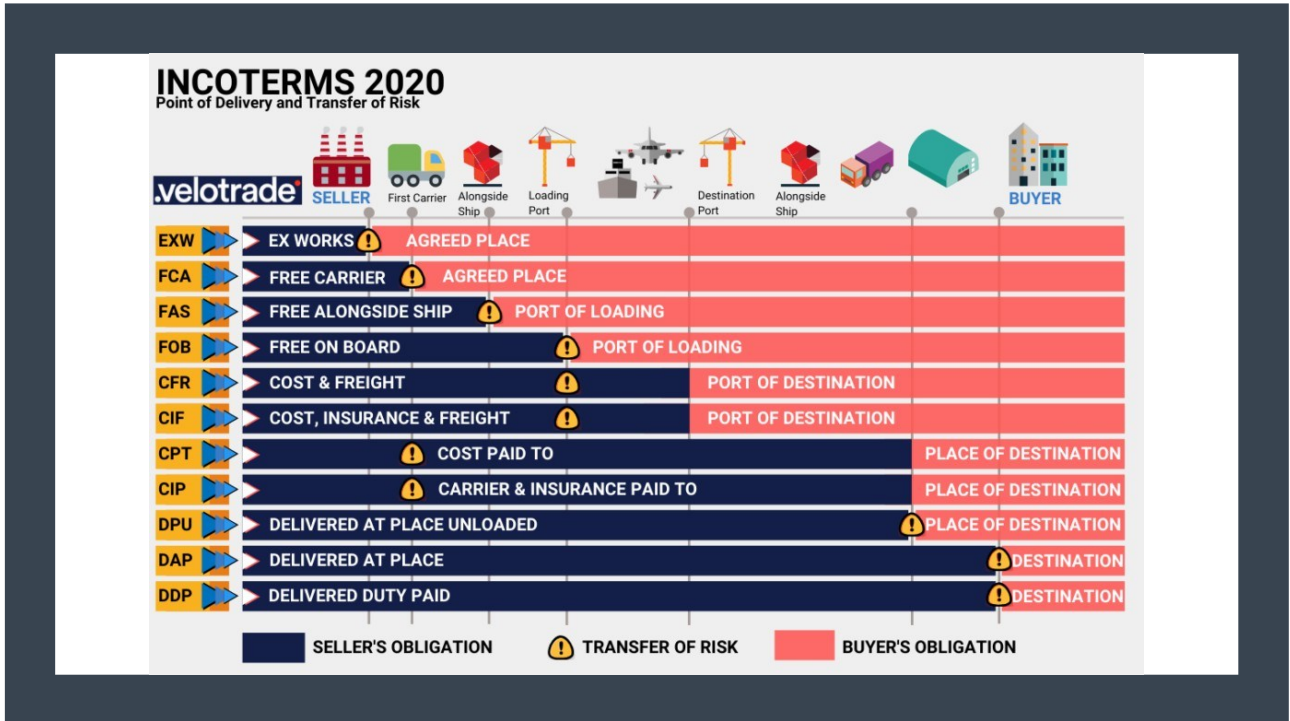 INCOTERMS 2020
Point of Delivery and Transfer of Risk
.velotrade
SELLER
First Carrier
Alongside
Ship
Loading
Port
Destination
Port
Alongside
Ship
BUYER
EXW EX WORKS ! AGREED PLACE
FCA FREE CARRIER ! AGREED PLACE
FAS FREE ALONGSIDE SHIP ! PORT OF LOADING
FOB FREE ON BOARD ! PORT OF LOADING
CFR COST & FREIGHT ! PORT OF DESTINATION
CIF COST, INSURANCE & FREIGHT ! PORT OF DESTINATION
CPT ! COST PAID TO PLACE OF DESTINATION
CIP ! CARRIER & INSURANCE PAID TO PLACE OF DESTINATION
DPU DELIVERED AT PLACE UNLOADED ! PLACE OF DESTINATION
DAP DELIVERED AT PLACE ! DESTINATION
DDP DELIVERED DUTY PAID ! DESTINATION
SELLER'S OBLIGATION ! TRANSFER OF RISK BUYER'S OBLIGATION